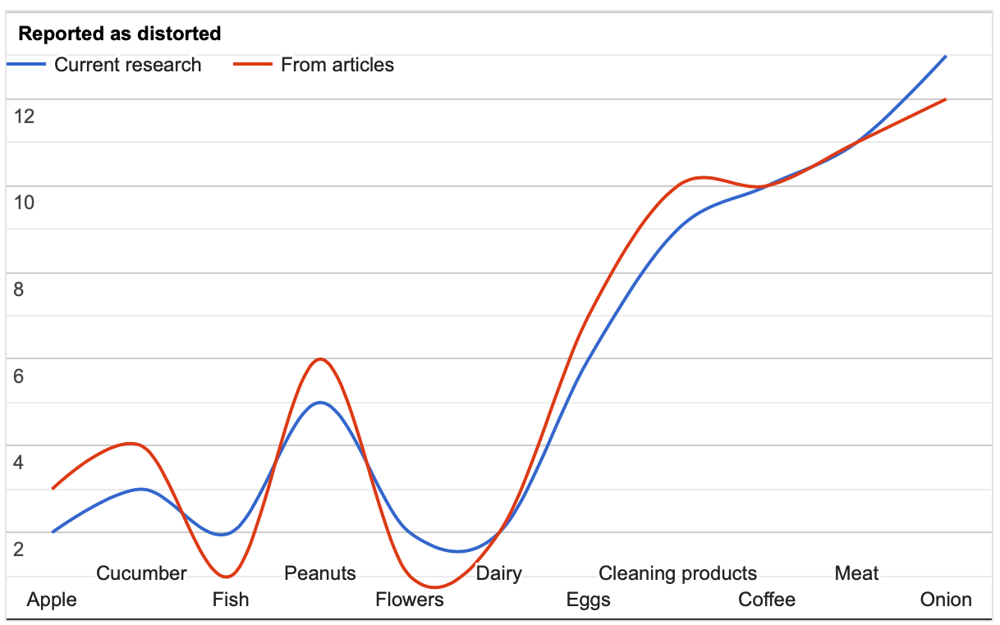 Reported as distorted
Current research From articles
12
10
8
6
4
2
Cucumber Peanuts Dairy Cleaning products Meat
Apple Fish Flowers Eggs Coffee Onion